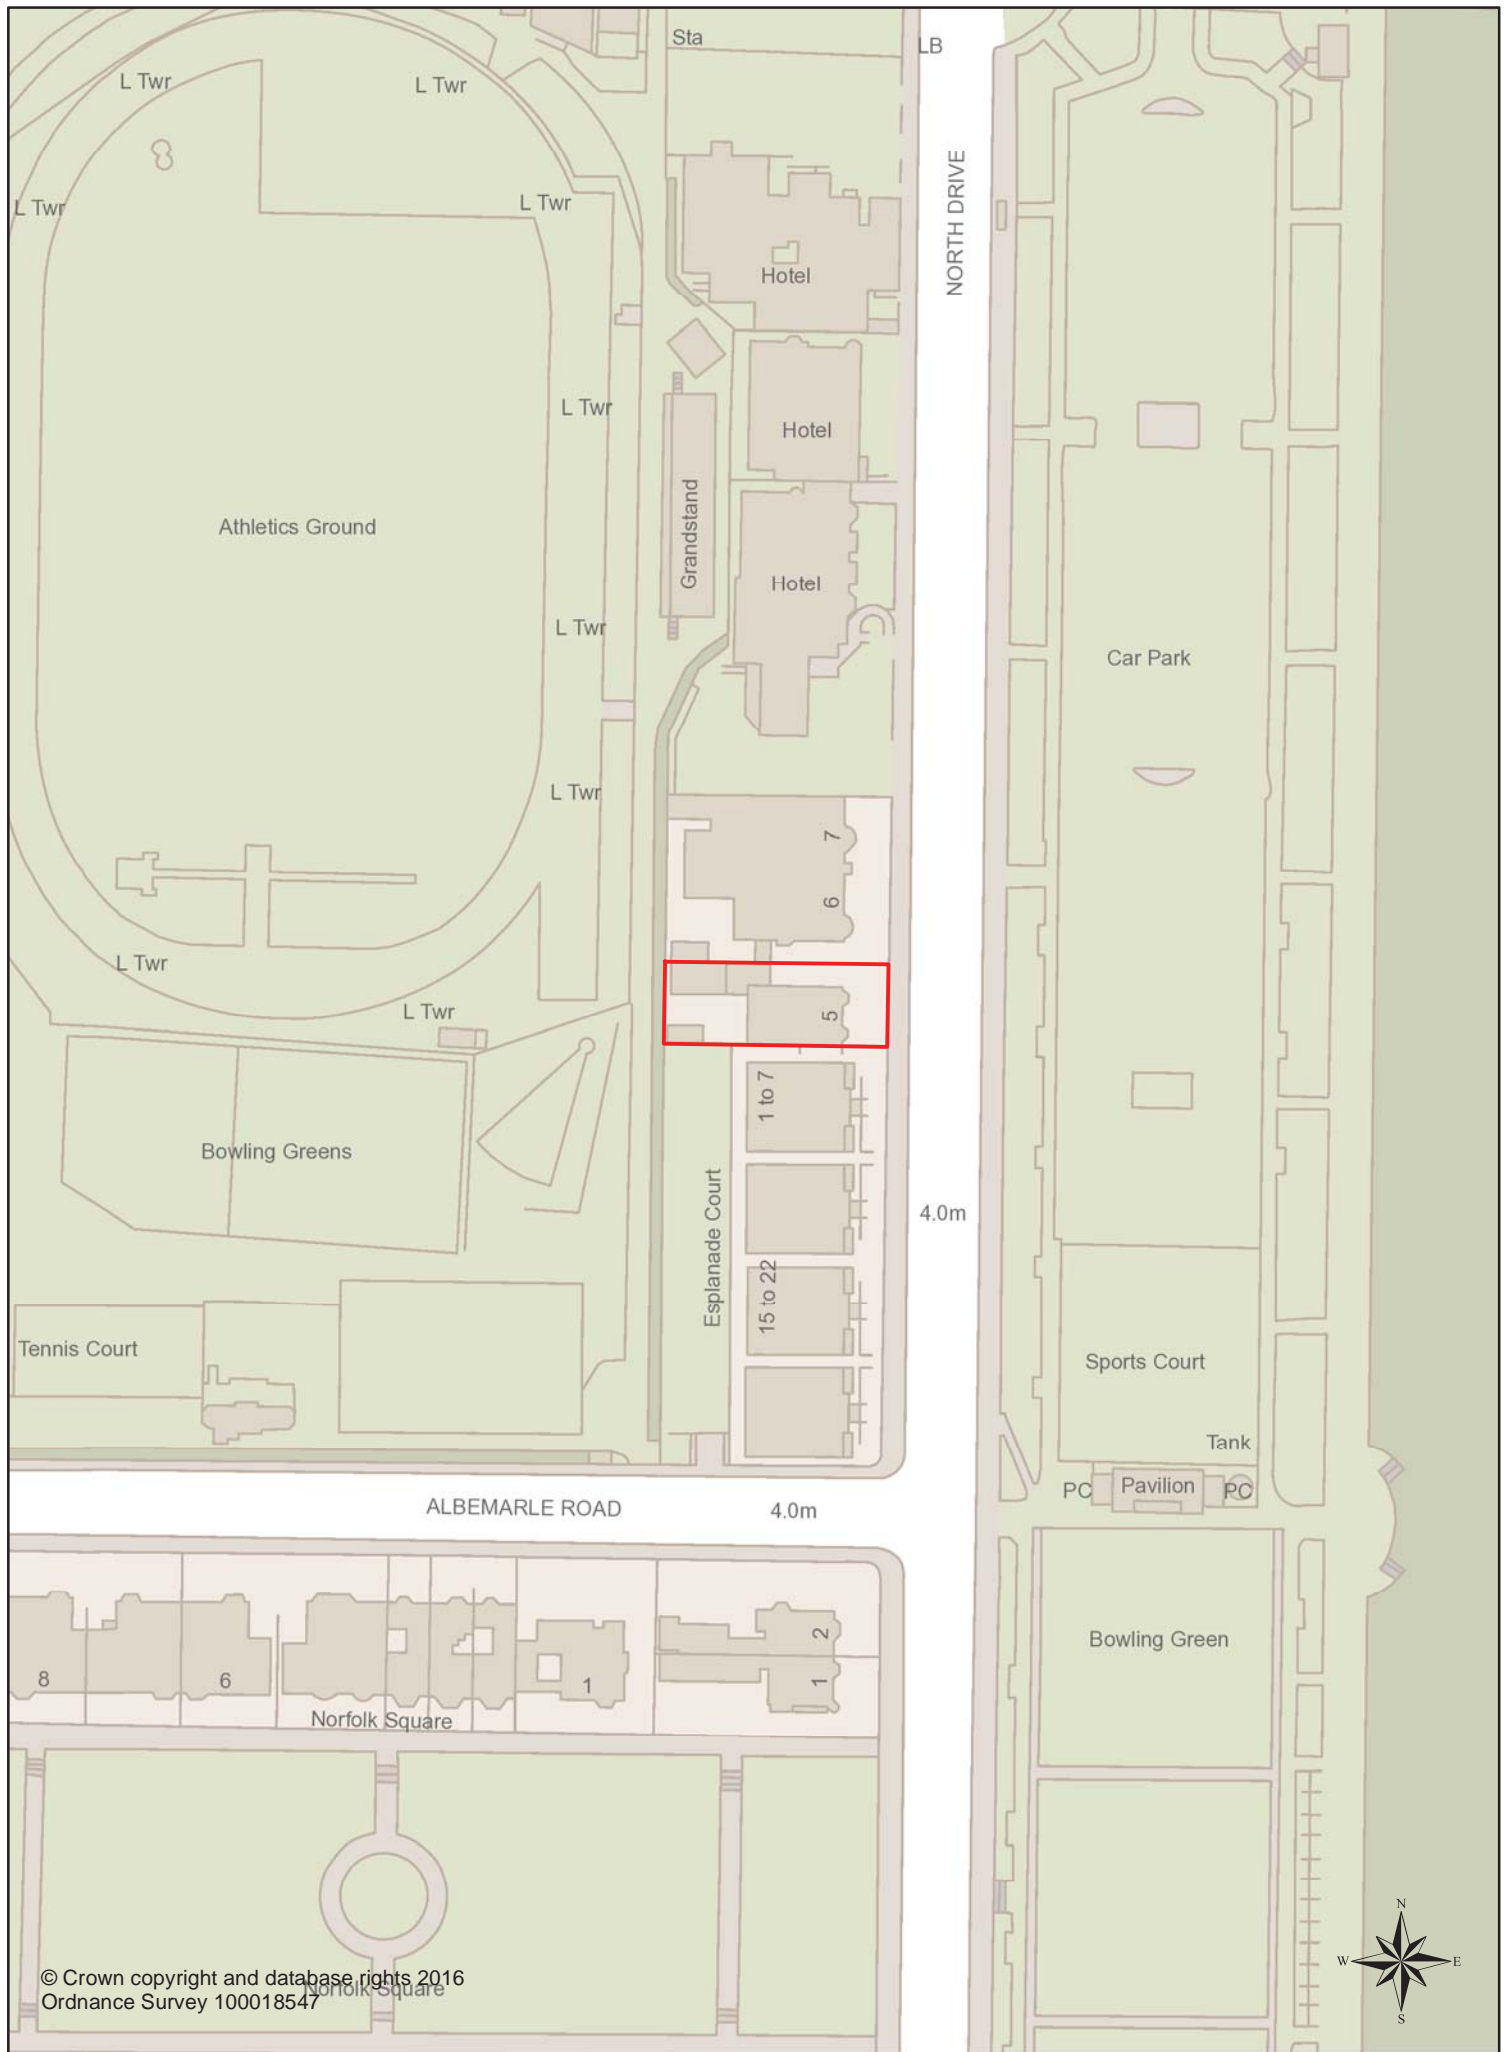 Sta
LB
L Twr
L Twr
L Twr
L Twr
NORTH DRIVE
Hotel
L Twr
Hotel
Athletics Ground
Grandstand
Hotel
L Twr
Car Park
L Twr
7
6
L Twr
L Twr
5
1 to 7
Bowling Greens
Esplanade Court
4.0m
15 to 22
Tennis Court
Sports Court
Tank
PC
Pavilion
PC
ALBEMARLE ROAD
4.0m
Bowling Green
2
8
6
1
1
Norfolk Square
N
W
E
S
© Crown copyright and database rights 2016
Norfolk Square
Ordnance Survey 100018547